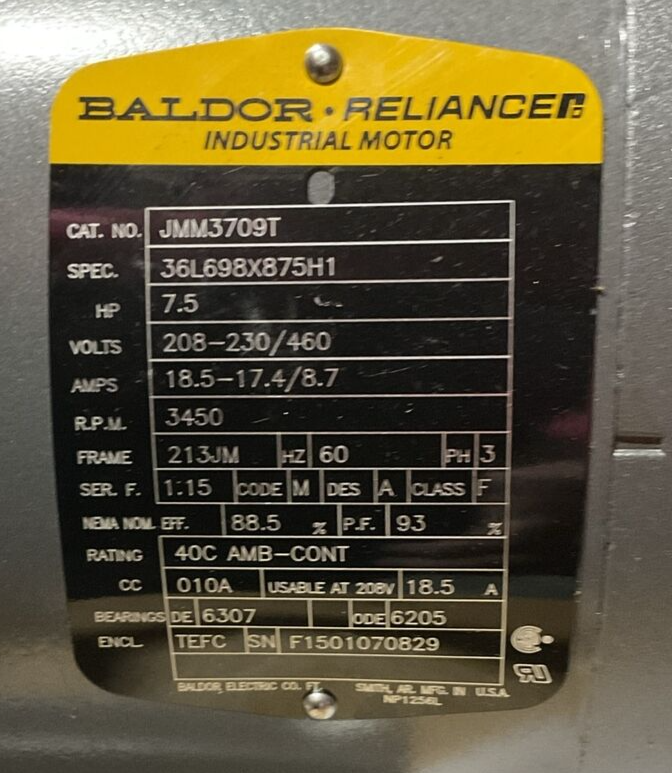 BALDOR · RELIANCE
INDUSTRIAL MOTOR
CAT. NO. JMM3709T
SPEC. 36L698X875H1
HP 7.5
VOLTS 208-230/460
AMPS 18.5-17.4/8.7
R.P.M. 3450
FRAME 213JM HZ 60 PH 3
SER. F. 1.15 CODE M DES A CLASS F
NEMA NOM. EFF. 88.5 % P.F. 93 %
RATING 40C AMB-CONT
CC 010A USABLE AT 208V 18.5 A
BEARINGS DE 6307 ODE 6205
ENCL. TEFC SN F1501070829
BALDOR ELECTRIC CO. FT. SMITH, AR. MFG. IN U.S.A.
NP1256L